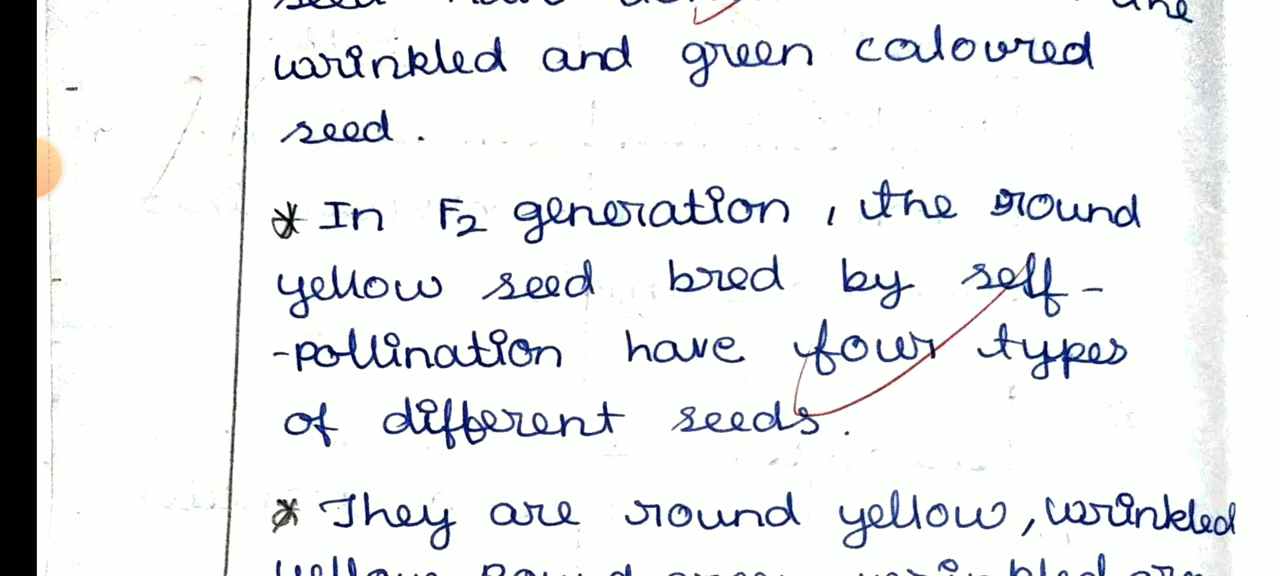 wrinkled and green caloured
seed.
* In F2 generation, the round
yellow seed bred by self-
-pollination have four types
of different seeds.
* They are round yellow, wrinkled